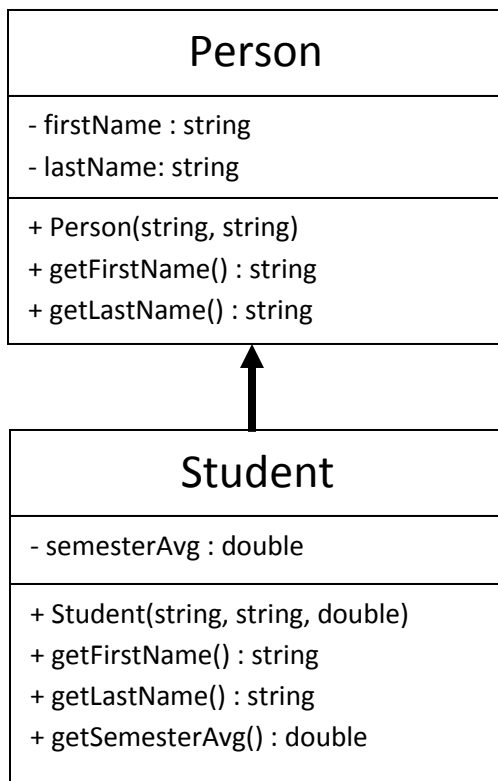 Person
- firstName : string
- lastName: string
+ Person(string, string)
+ getFirstName() : string
+ getLastName() : string
Student
- semesterAvg : double
+ Student(string, string, double)
+ getFirstName() : string
+ getLastName() : string
+ getSemesterAvg() : double